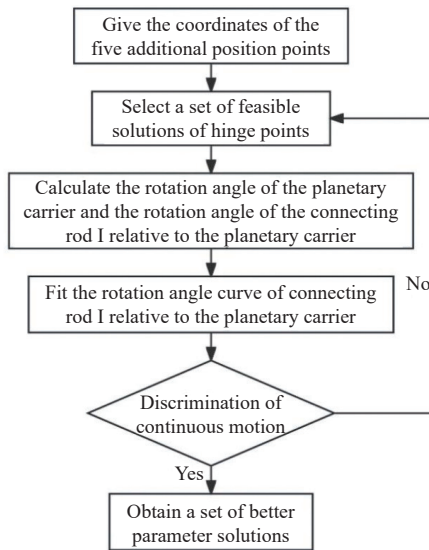 Give the coordinates of the
five additional position points
Select a set of feasible
solutions of hinge points
Calculate the rotation angle of the planetary
carrier and the rotation angle of the connecting
rod I relative to the planetary carrier
Fit the rotation angle curve of connecting
rod I relative to the planetary carrier
No
Discrimination of
continuous motion
Yes
Obtain a set of better
parameter solutions